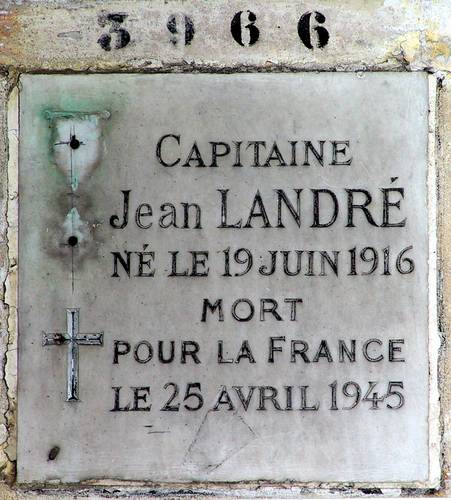 3966
CAPITAINE
Jean LANDRÉ
NÉ LE 19 JUIN 1916
MORT
POUR LA FRANCE
LE 25 AVRIL 1945